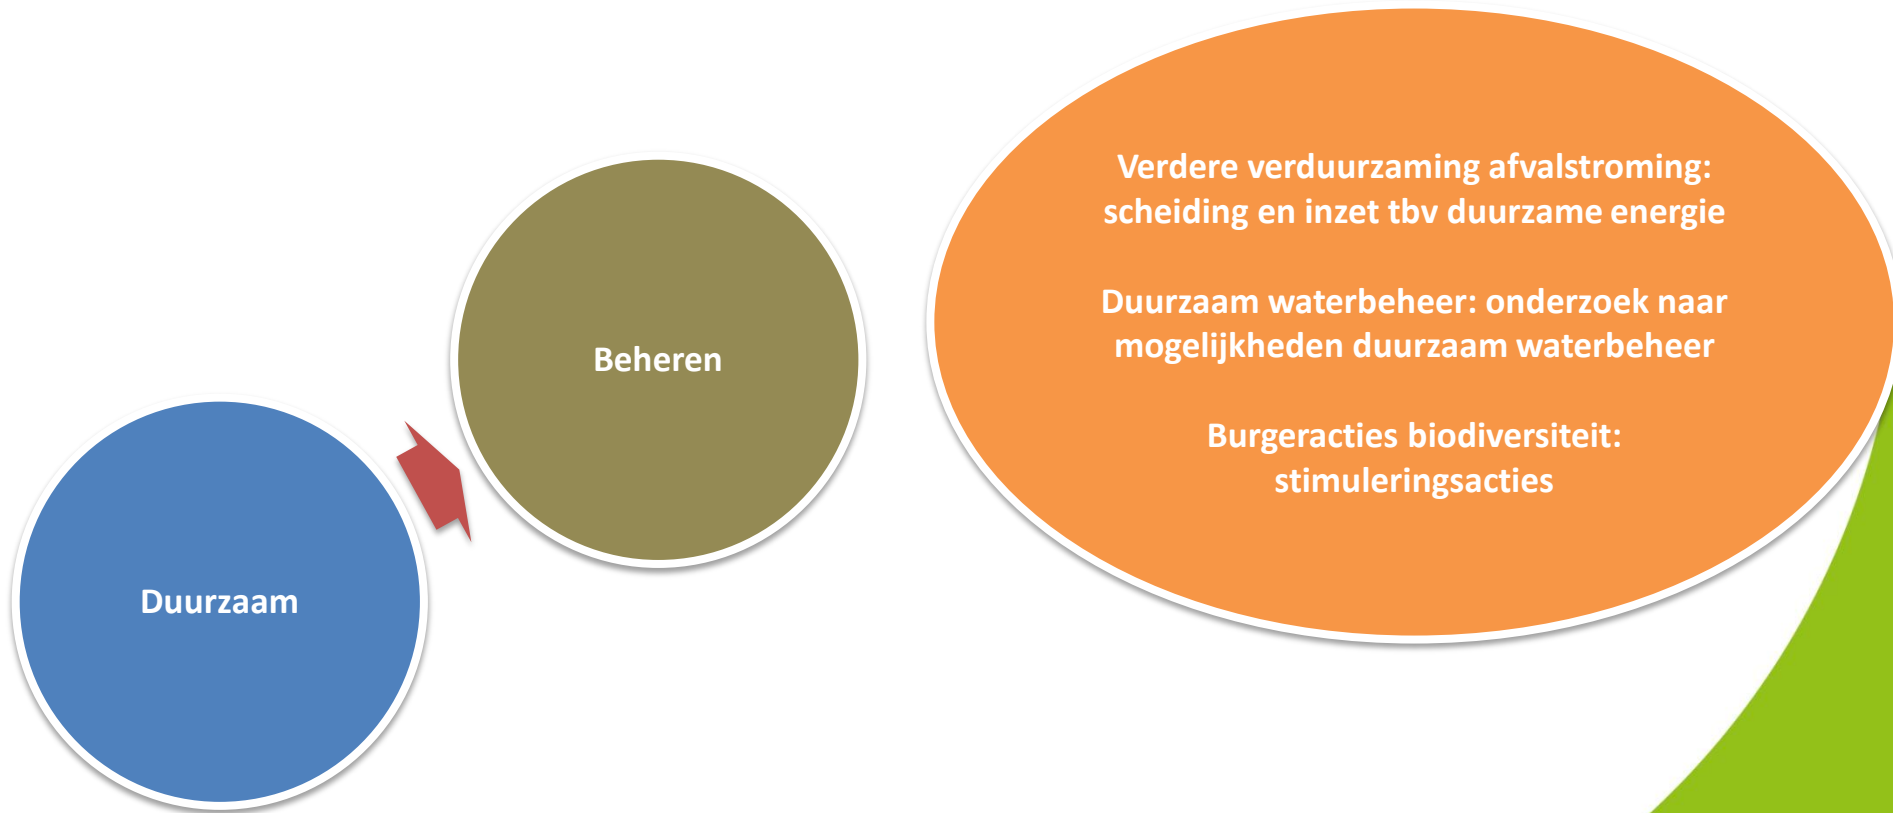 Duurzaam
Beheren
Verdere verduurzaming afvalstroming:
scheiding en inzet tbv duurzame energie
Duurzaam waterbeheer: onderzoek naar
mogelijkheden duurzaam waterbeheer
Burgeracties biodiversiteit:
stimuleringsacties